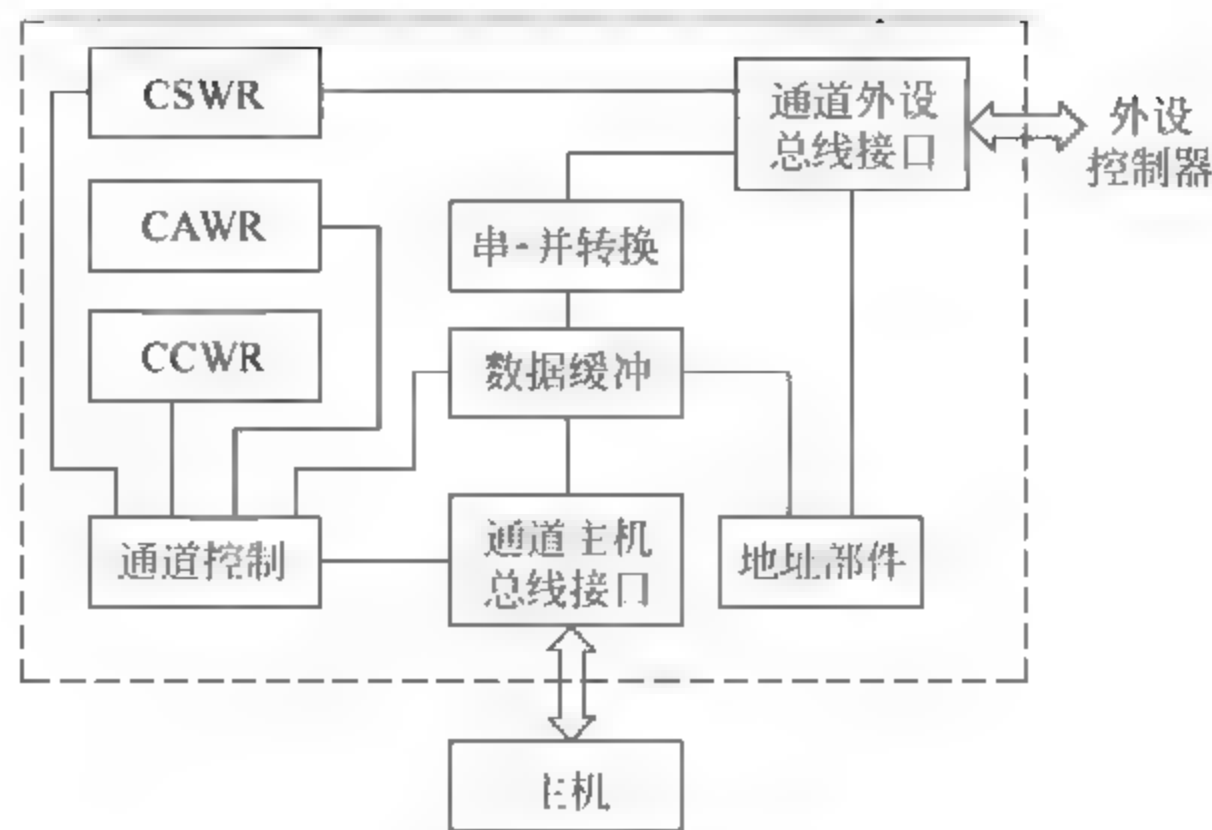 CSWR
通道外设
总线接口
外设
控制器
CAWR
串-并转换
CCWR
数据缓冲
通道控制
通道主机
总线接口
地址部件
主机